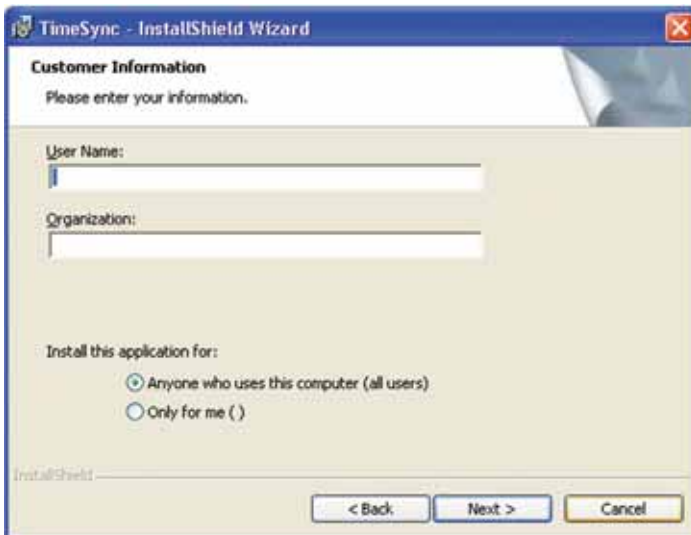 TimeSync - InstallShield Wizard
Customer Information
Please enter your information.
User Name:
Organization:
Install this application for:
Anyone who uses this computer (all users)
Only for me ( )
InstallShield
< Back
Next >
Cancel